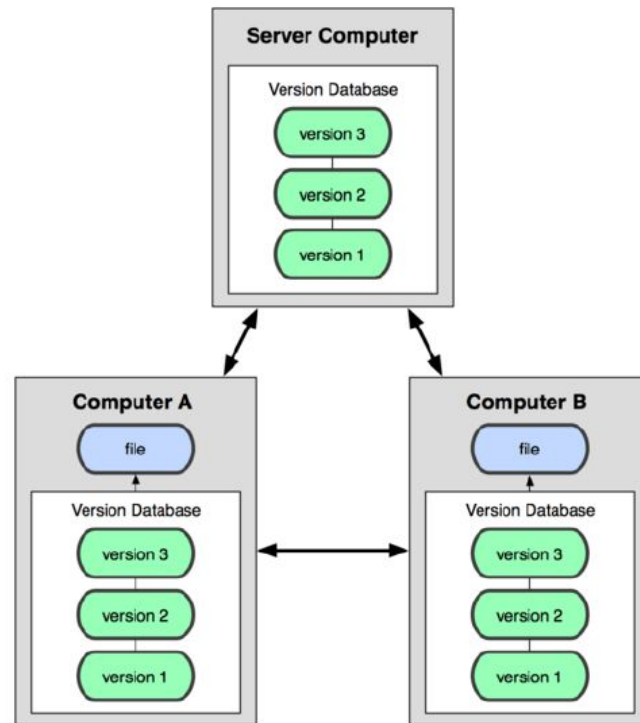 Server Computer
Version Database
version 3
version 2
version 1
Computer A
file
Version Database
version 3
version 2
version 1
Computer B
file
Version Database
version 3
version 2
version 1